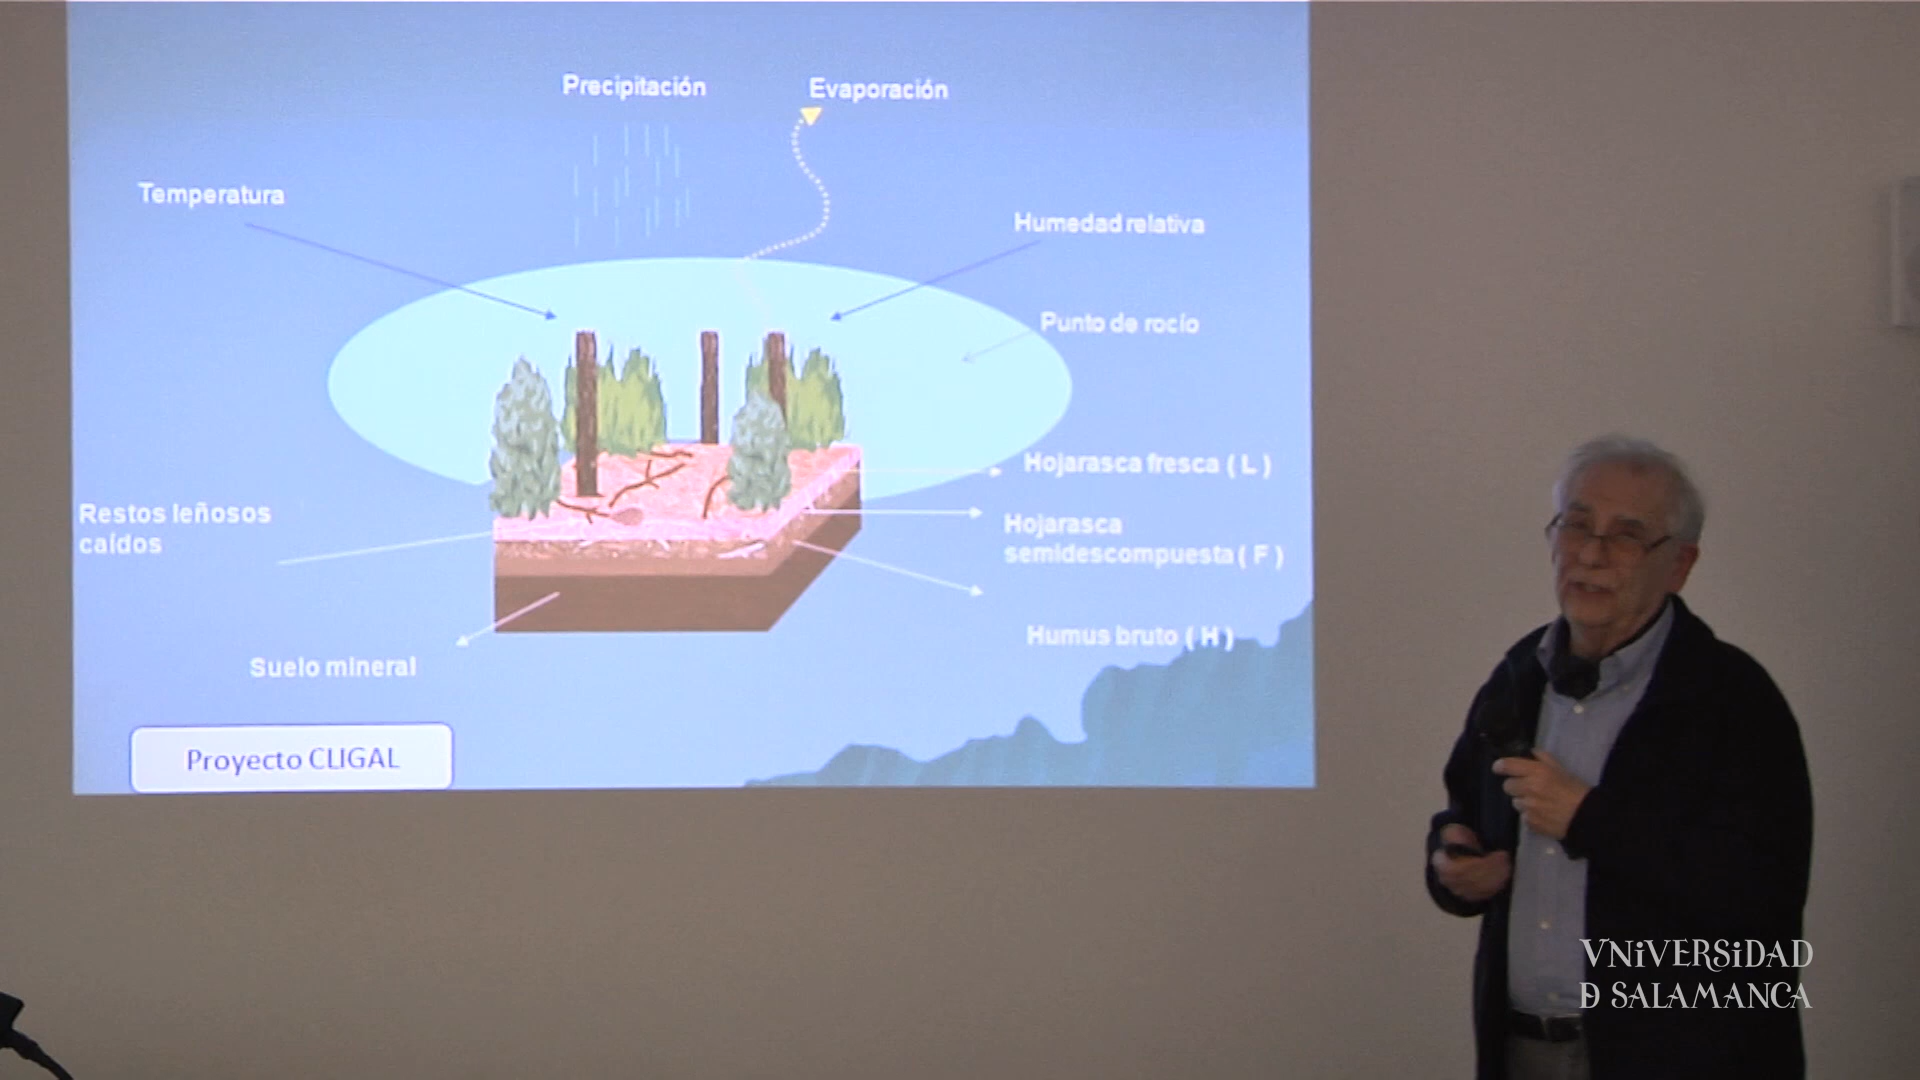 Precipitación
Evaporación
Temperatura
Humedad relativa
Punto de rocío
Hojarasca fresca ( L )
Restos leñosos
caídos
Hojarasca
semidescompuesta ( F )
Humus bruto ( H )
Suelo mineral
Proyecto CLIGAL
VNiVERSiDAD
Ð SALAMANCA